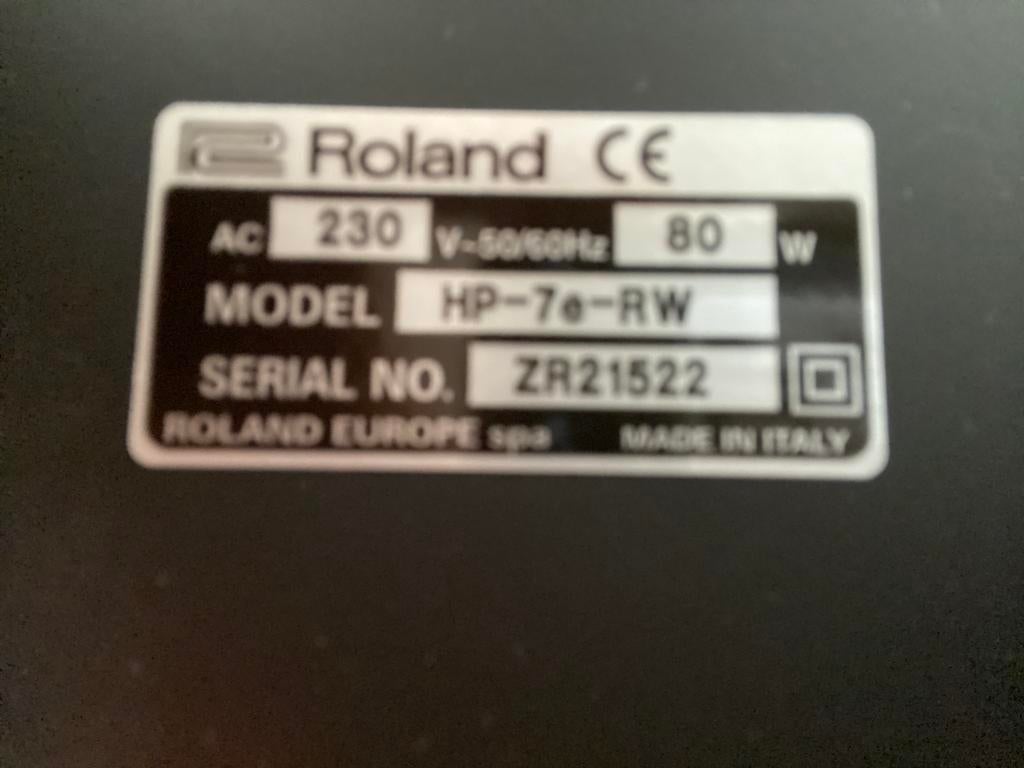 Roland CE
AC 230 V~50/60Hz 80 W
MODEL HP-7e-RW
SERIAL NO. ZR21522
ROLAND EUROPE spa MADE IN ITALY